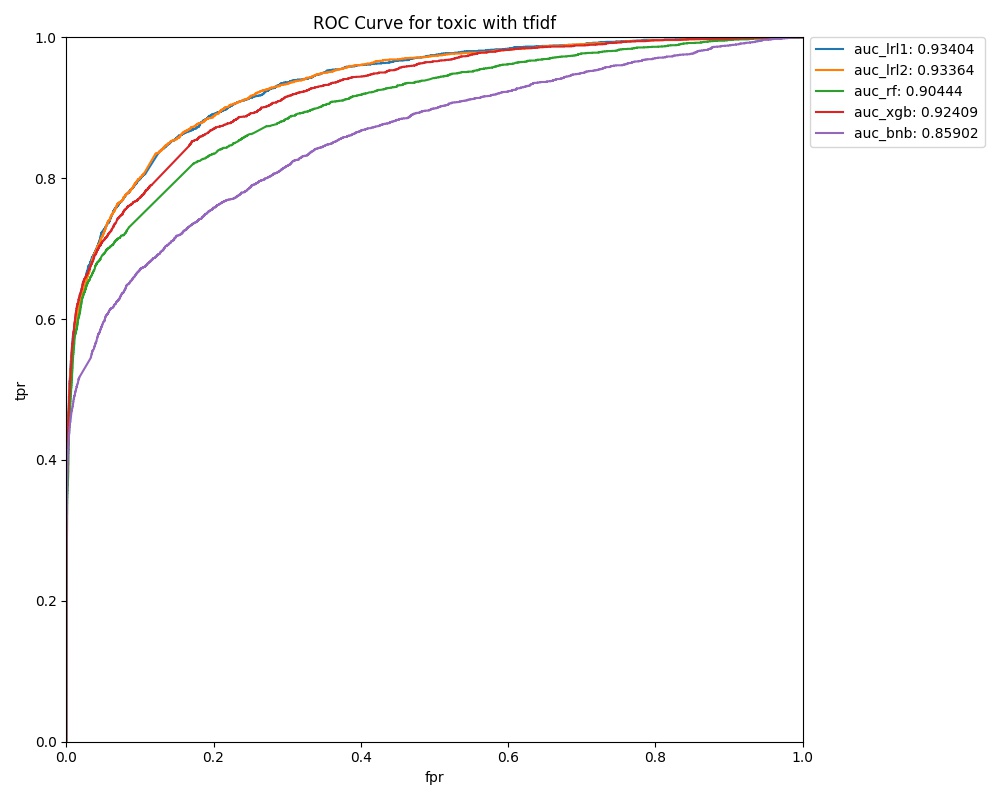 ROC Curve for toxic with tfidf
auc_lrl1: 0.93404
auc_lrl2: 0.93364
auc_rf: 0.90444
auc_xgb: 0.92409
auc_bnb: 0.85902
1.0
0.8
0.6
0.4
0.2
0.0
tpr
0.0 0.2 0.4 0.6 0.8 1.0
fpr